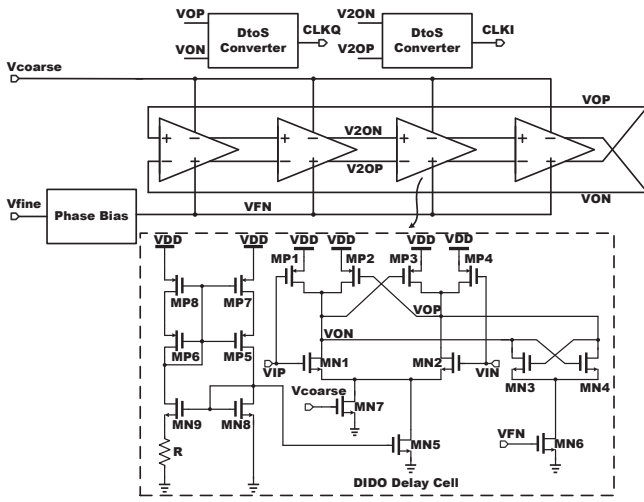 VOP
VON
DtoS
Converter
CLKQ
V2ON
V2OP
DtoS
Converter
CLKI
Vcoarse
VOP
+
−
+
−
+
−
+
−
+
−
+
−
+
−
+
−
V2ON
V2OP
VON
Vfine
Phase Bias
VFN
VDD
VDD
VDD
VDD
VDD
VDD
MP1
MP2
MP3
MP4
MP8
MP7
VOP
MP6
MP5
VON
VIP
MN1
MN2
VIN
MN3
MN4
Vcoarse
MN7
MN9
MN8
MN5
VFN
MN6
R
DIDO Delay Cell